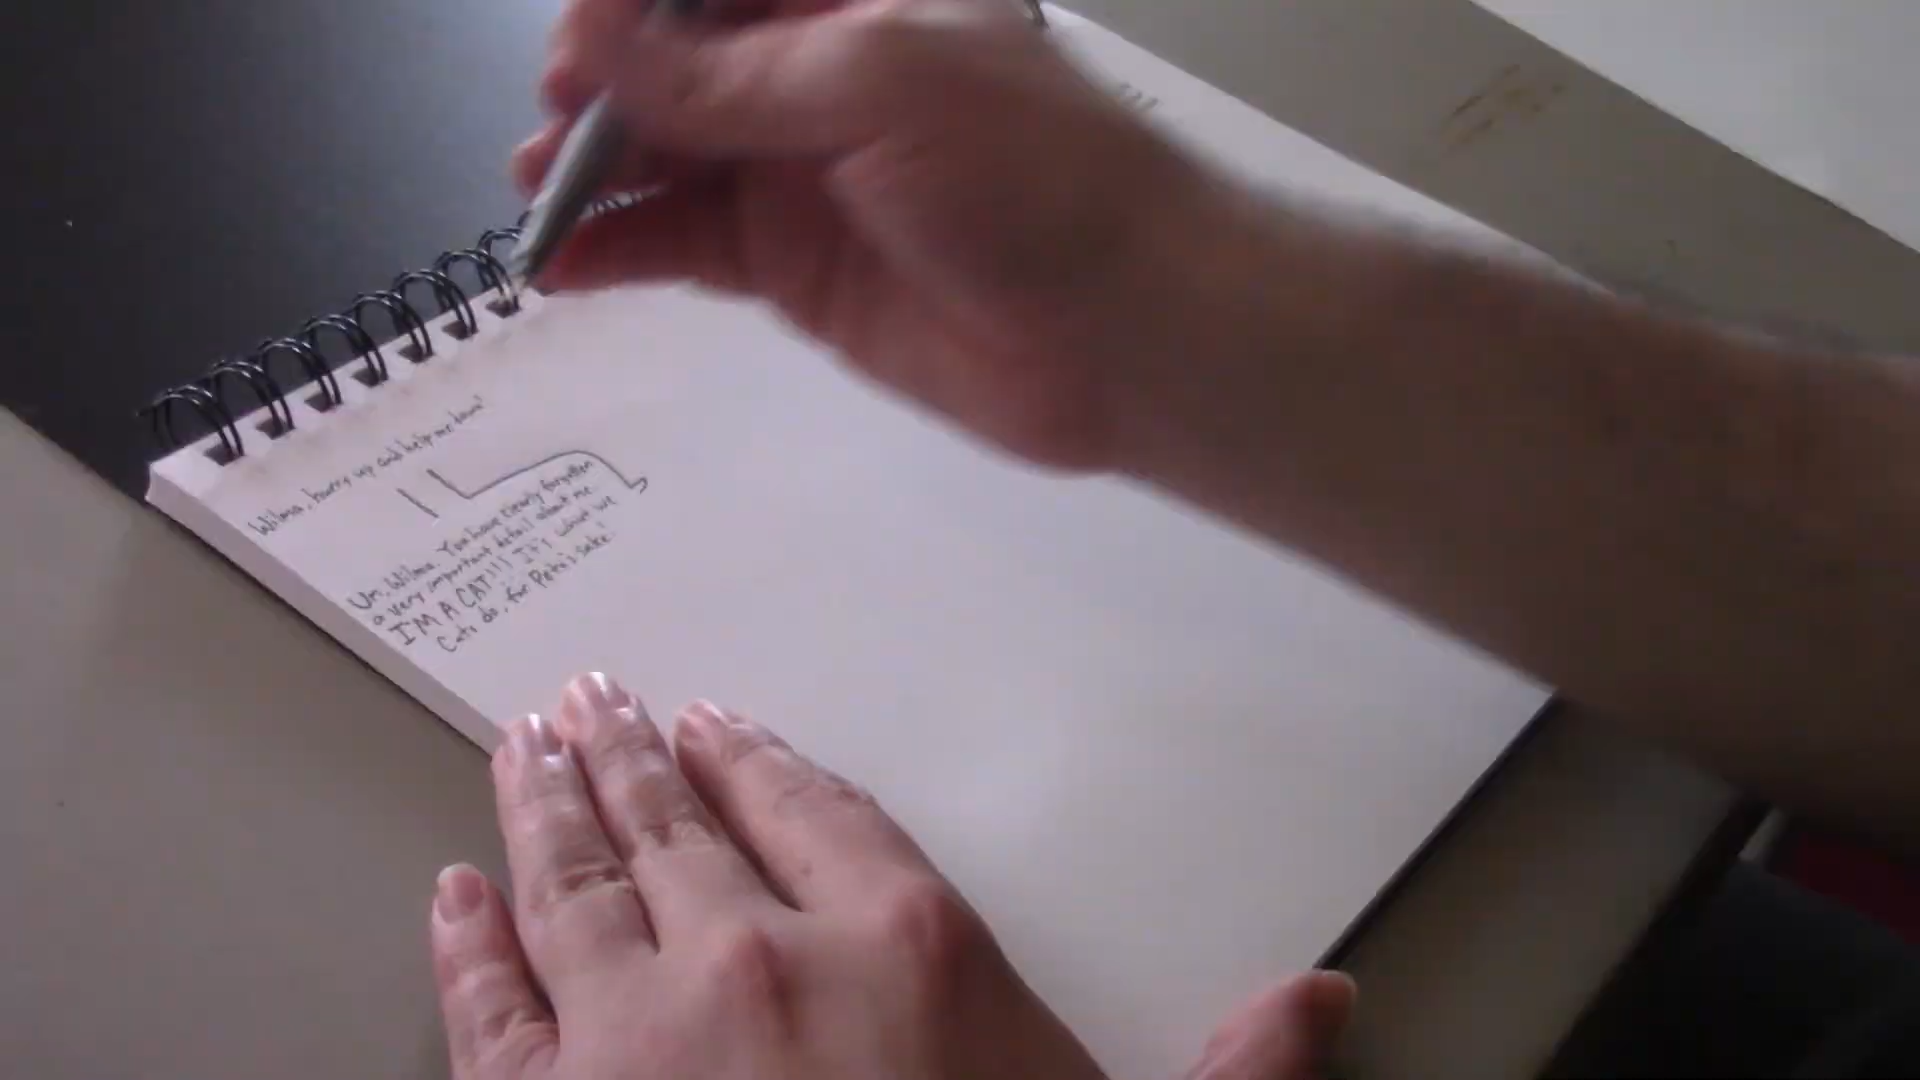 Wilma, hurry up and help me down!
Um, Wilma. You have clearly forgotten
a very important detail about me.
I'M A CAT!!! It's what we
Cats do, for Pete's sake!